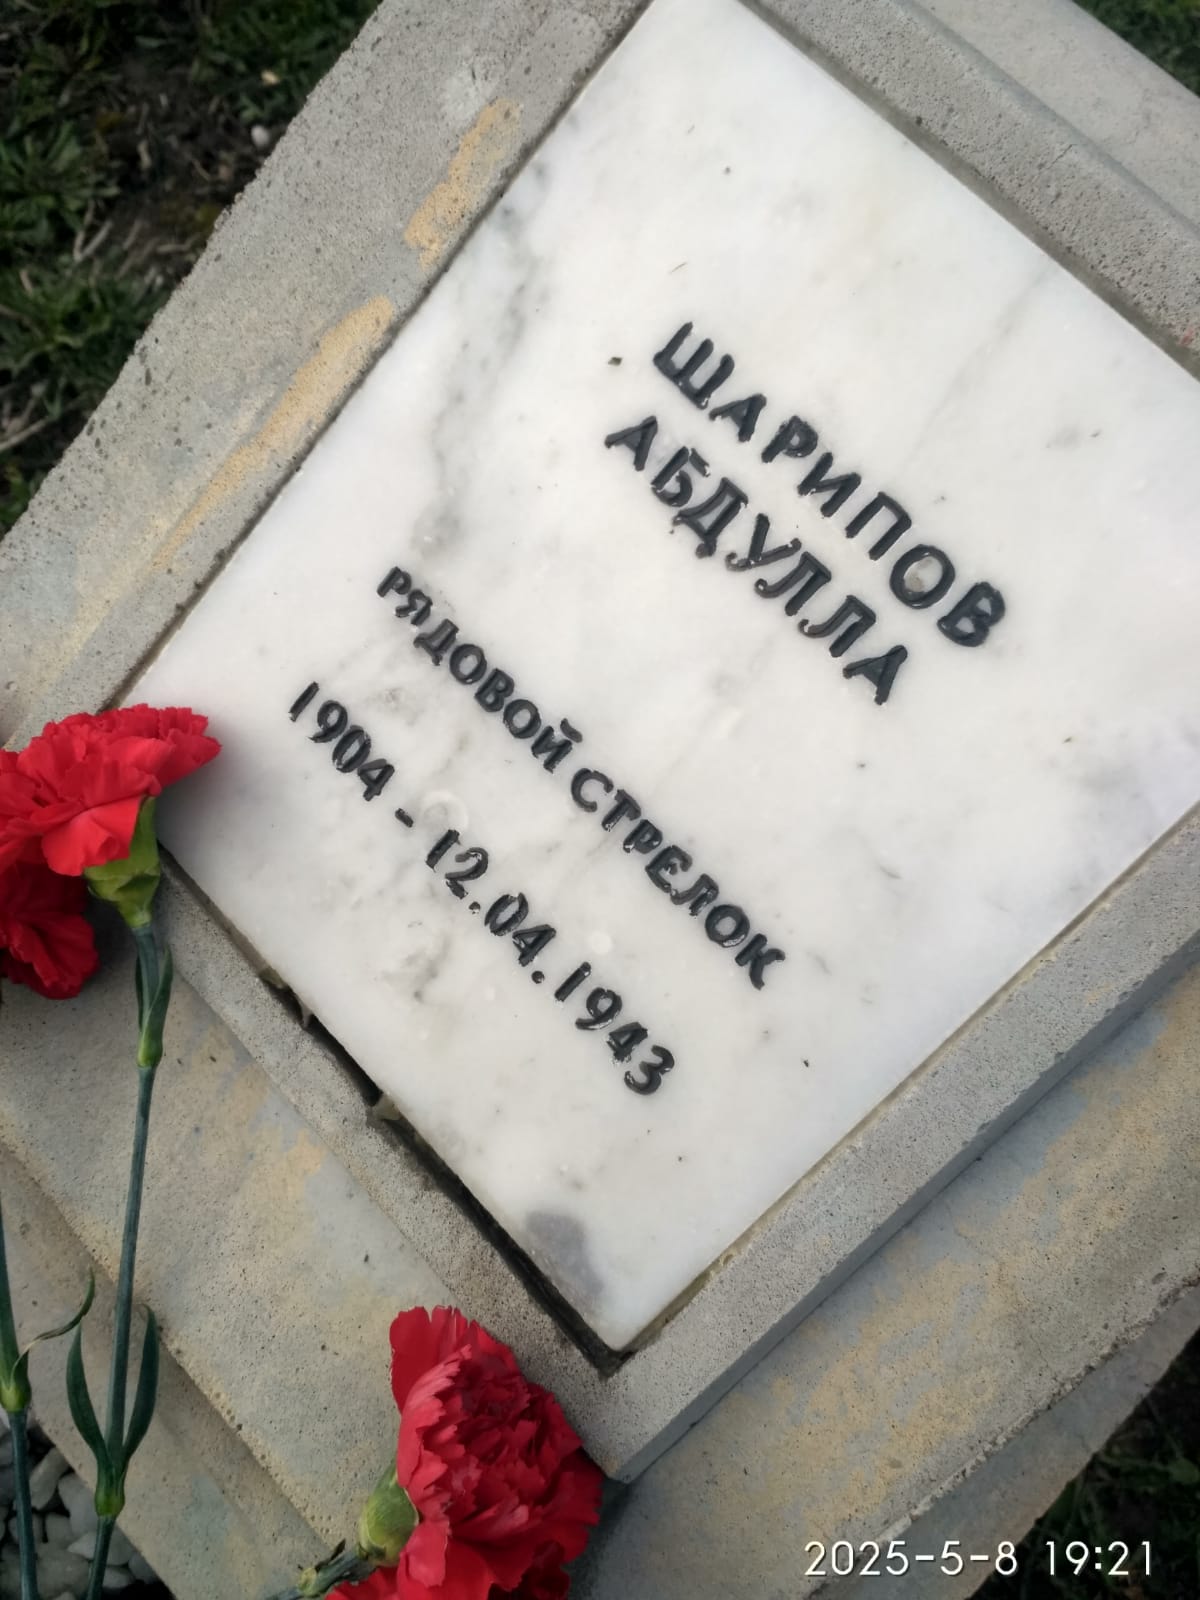 ШАРИПОВ
АБДУЛЛА
РЯДОВОЙ СТРЕЛОК
1904 - 12.04.1943
2025-5-8 19:21